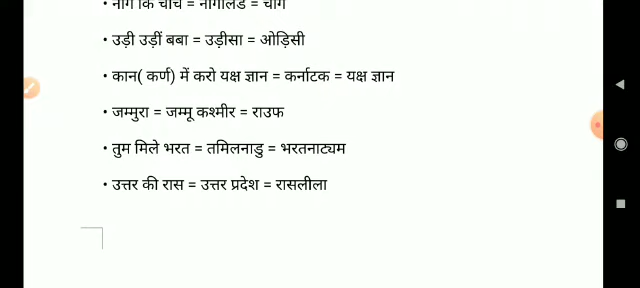 • नाग कि चाच = नागालैंड = चांग
• उड़ी उड़ीं बबा = उड़ीसा = ओड़िसी
• कान( कर्ण) में करो यक्ष ज्ञान = कर्नाटक = यक्ष ज्ञान
• जम्मुरा = जम्मू कश्मीर = राउफ
• तुम मिले भरत = तमिलनाडु = भरतनाट्यम
• उत्तर की रास = उत्तर प्रदेश = रासलीला